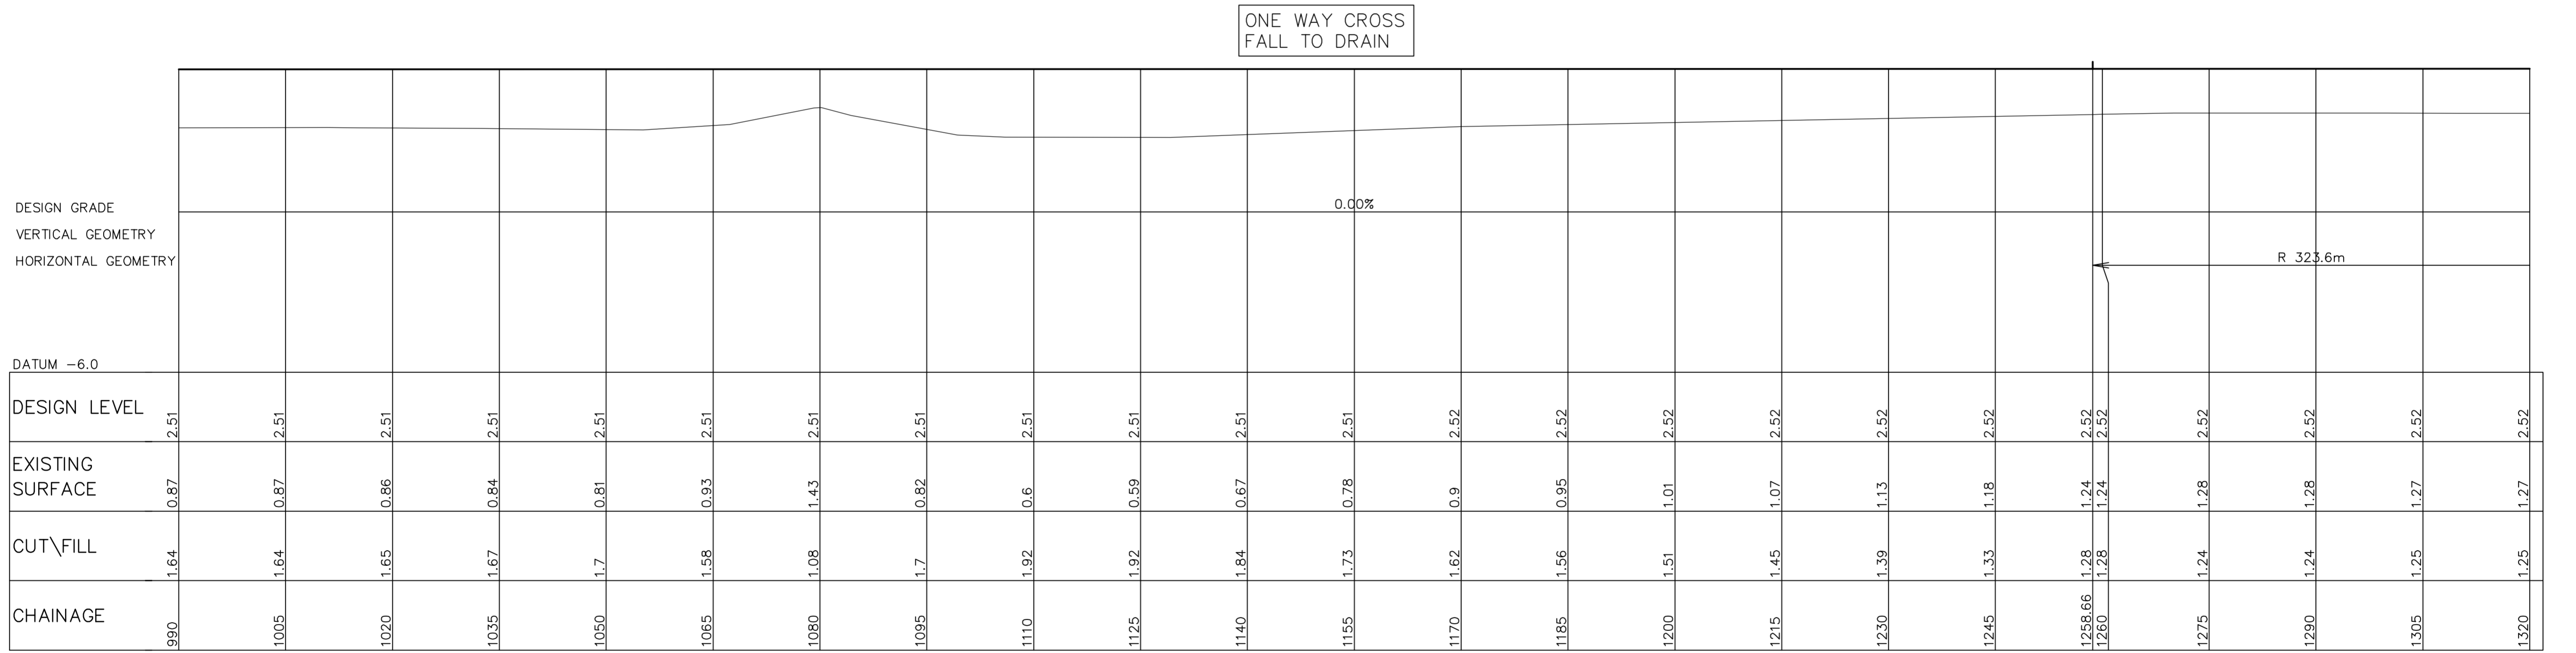 ONE WAY CROSS
FALL TO DRAIN
DESIGN GRADE 0.00%
VERTICAL GEOMETRY
HORIZONTAL GEOMETRY R 323.6m
DATUM -6.0
DESIGN LEVEL 2.51 2.51 2.51 2.51 2.51 2.51 2.51 2.51 2.51 2.51 2.51 2.51 2.52 2.52 2.52 2.52 2.52 2.52 2.52 2.52 2.52 2.52 2.52 2.52
EXISTING
SURFACE 0.87 0.87 0.86 0.84 0.81 0.93 1.43 0.82 0.6 0.59 0.67 0.78 0.9 0.95 1.01 1.07 1.13 1.18 1.24 1.24 1.28 1.28 1.27 1.27
CUT\FILL 1.64 1.64 1.65 1.67 1.7 1.58 1.08 1.7 1.92 1.92 1.84 1.73 1.62 1.56 1.51 1.45 1.39 1.33 1.28 1.28 1.24 1.24 1.25 1.25
CHAINAGE 990 1005 1020 1035 1050 1065 1080 1095 1110 1125 1140 1155 1170 1185 1200 1215 1230 1245 1258.66 1260 1275 1290 1305 1320